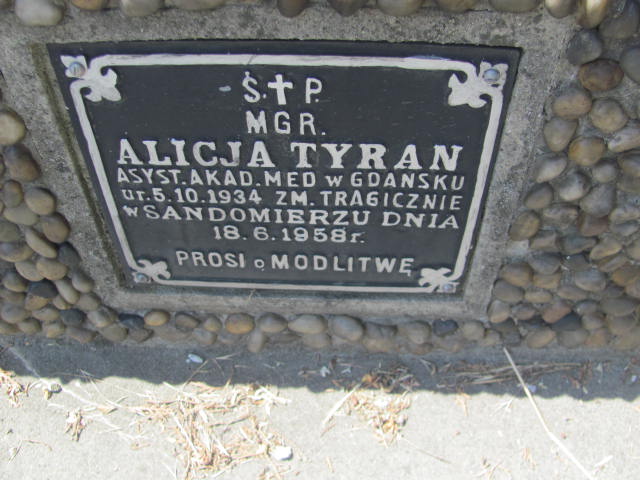 Ś.✝P.
MGR.
ALICJA TYRAN
ASYST. AKAD. MED W GDAŃSKU
ur. 5.10.1934 ZM. TRAGICZNIE
w SANDOMIERZU DNIA
18.6.1958 r.
PROSI o MODLITWĘ